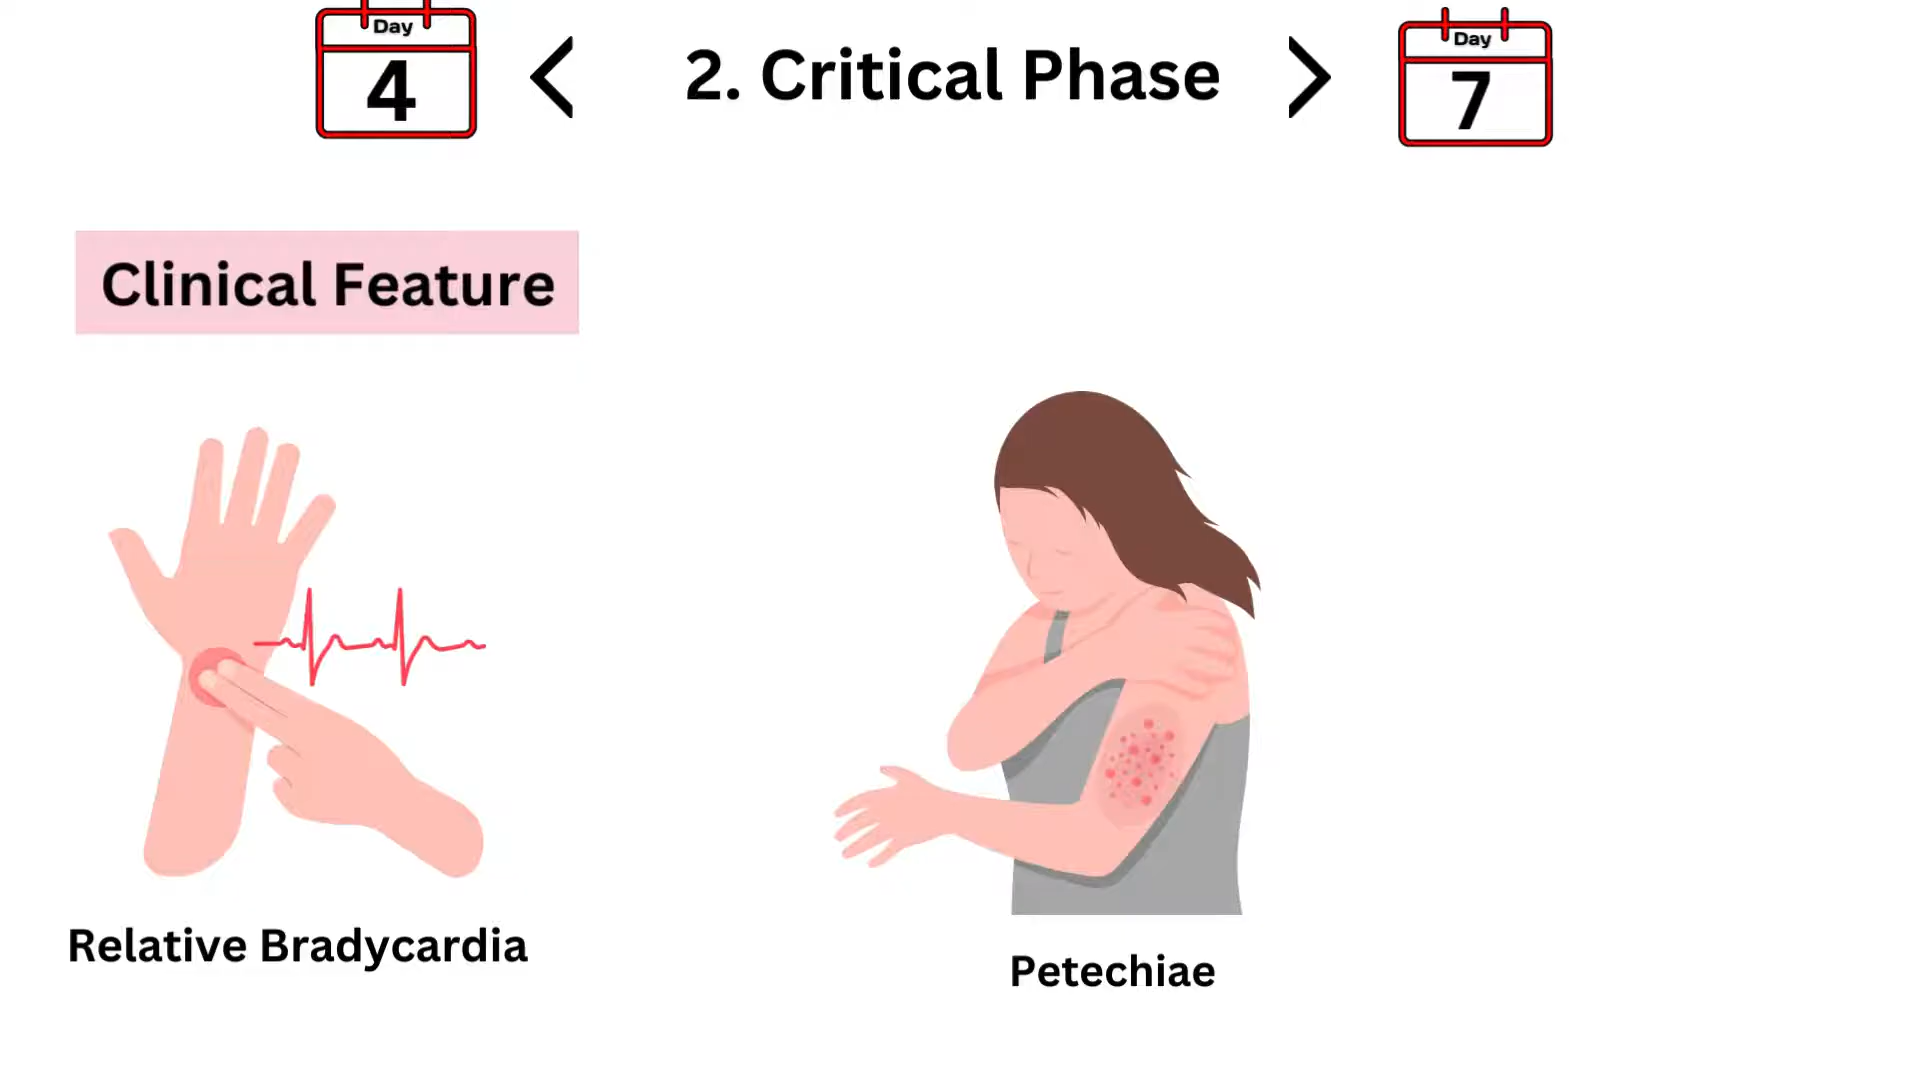 Day
4
2. Critical Phase
Day
7
Clinical Feature
Relative Bradycardia
Petechiae